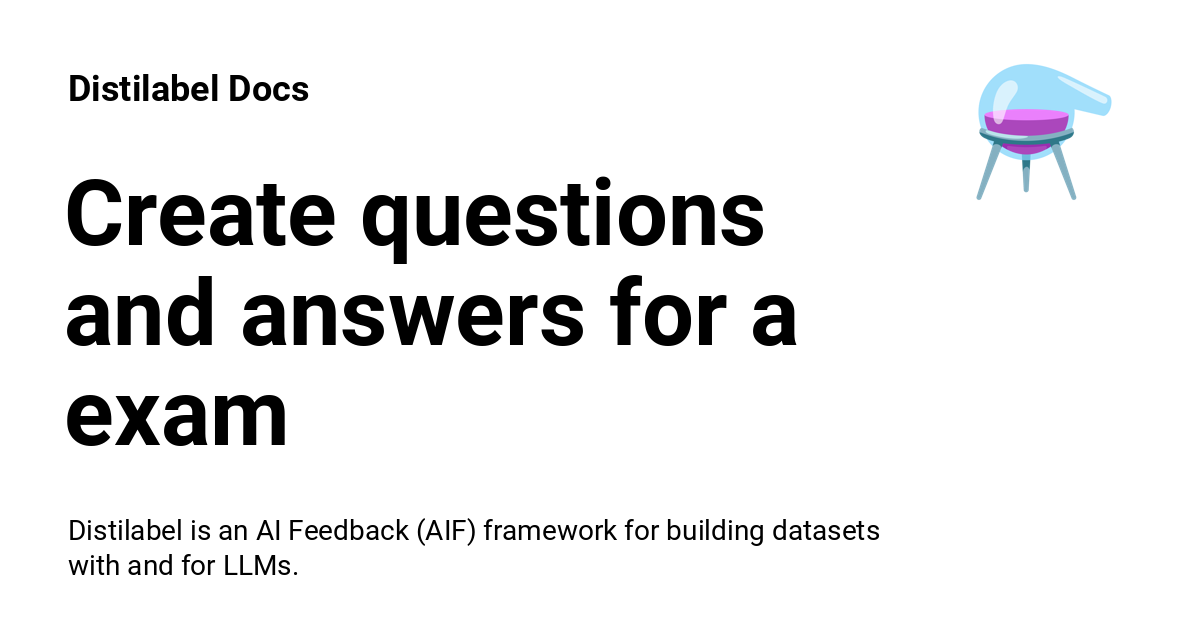 Distilabel Docs
Create questions
and answers for a
exam
Distilabel is an AI Feedback (AIF) framework for building datasets
with and for LLMs.